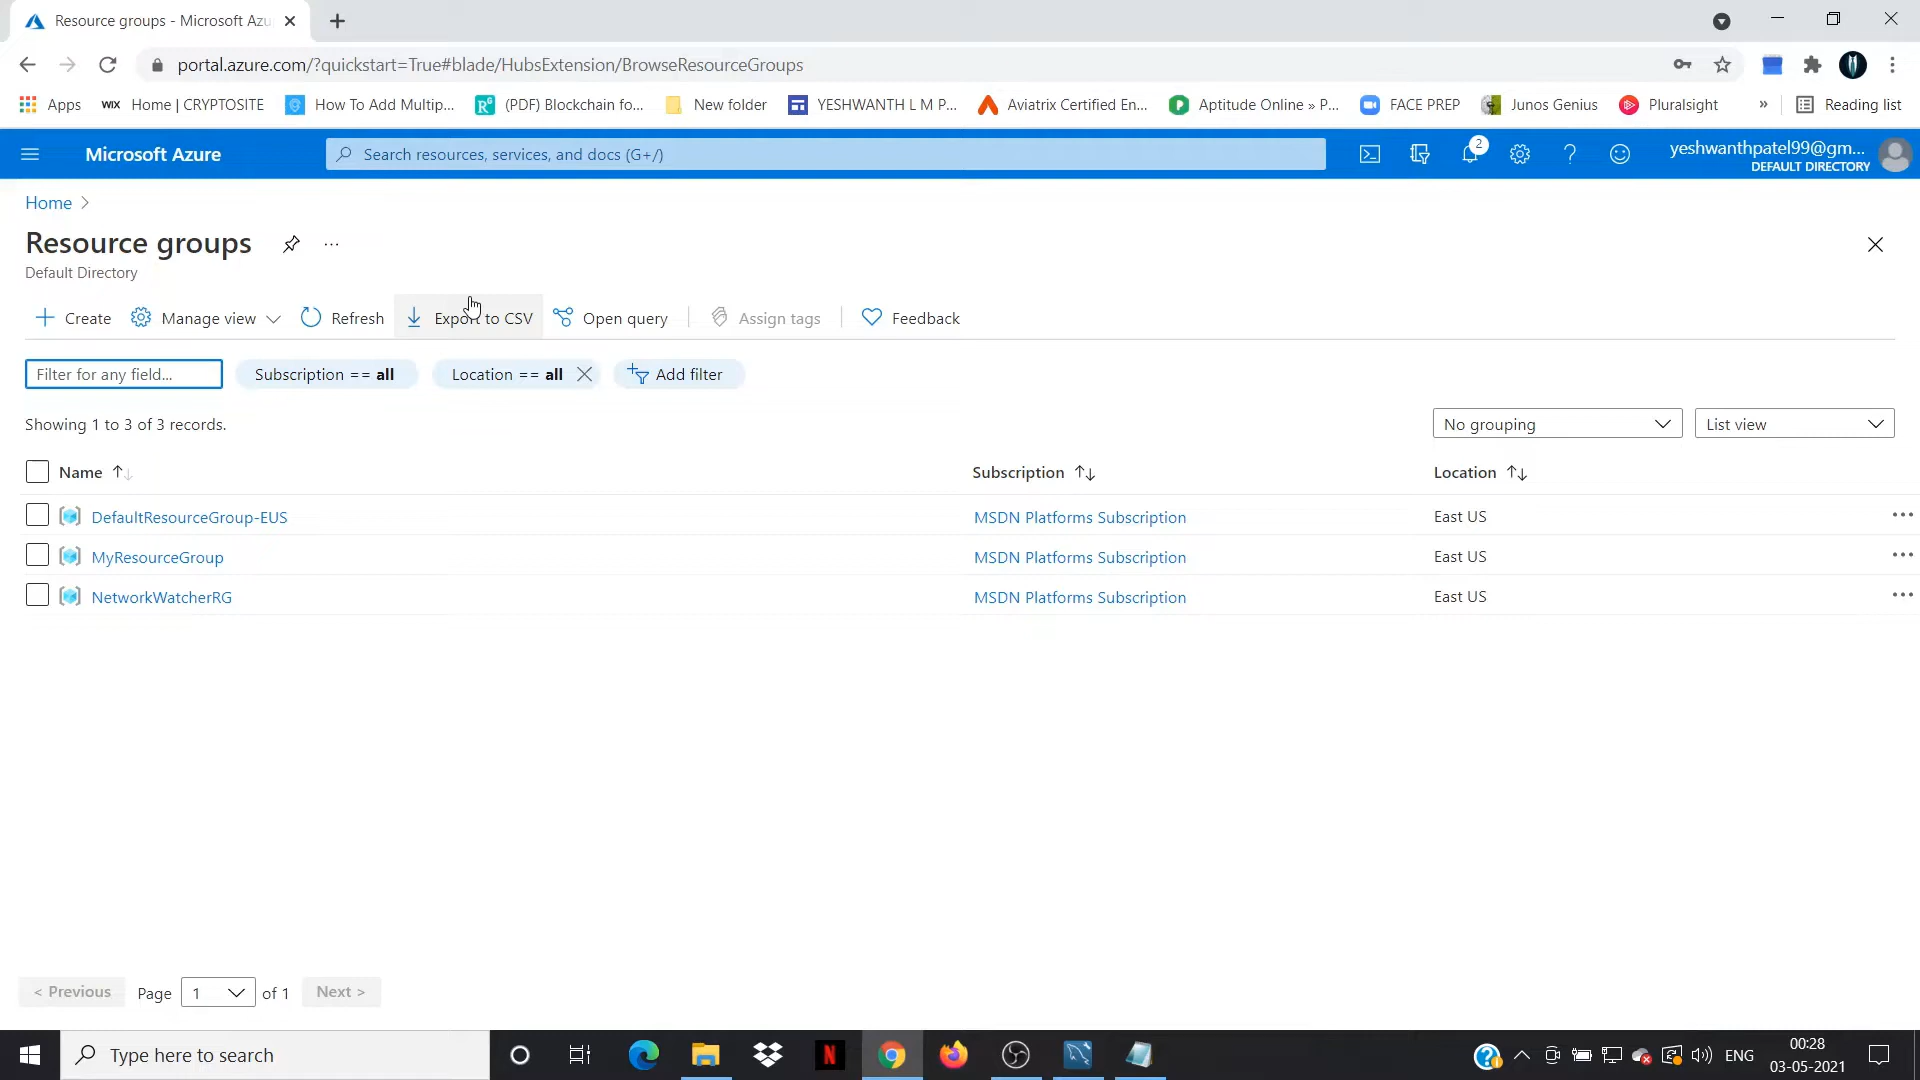 Resource groups - Microsoft Azu
portal.azure.com/?quickstart=True#blade/HubsExtension/BrowseResourceGroups
Apps WIX Home | CRYPTOSITE How To Add Multip... (PDF) Blockchain fo... New folder YESHWANTH L M P... Aviatrix Certified En... Aptitude Online » P... FACE PREP Junos Genius Pluralsight » Reading list
Microsoft Azure Search resources, services, and docs (G+/) 2 yeshwanthpatel99@gm...
DEFAULT DIRECTORY
Home >
Resource groups ...
Default Directory
Create Manage view Refresh Export to CSV Open query Assign tags Feedback
Filter for any field... Subscription == all Location == all Add filter
Showing 1 to 3 of 3 records. No grouping List view
Name Subscription Location
DefaultResourceGroup-EUS MSDN Platforms Subscription East US
MyResourceGroup MSDN Platforms Subscription East US
NetworkWatcherRG MSDN Platforms Subscription East US
< Previous Page 1 of 1 Next >
Type here to search N ENG 00:28
03-05-2021